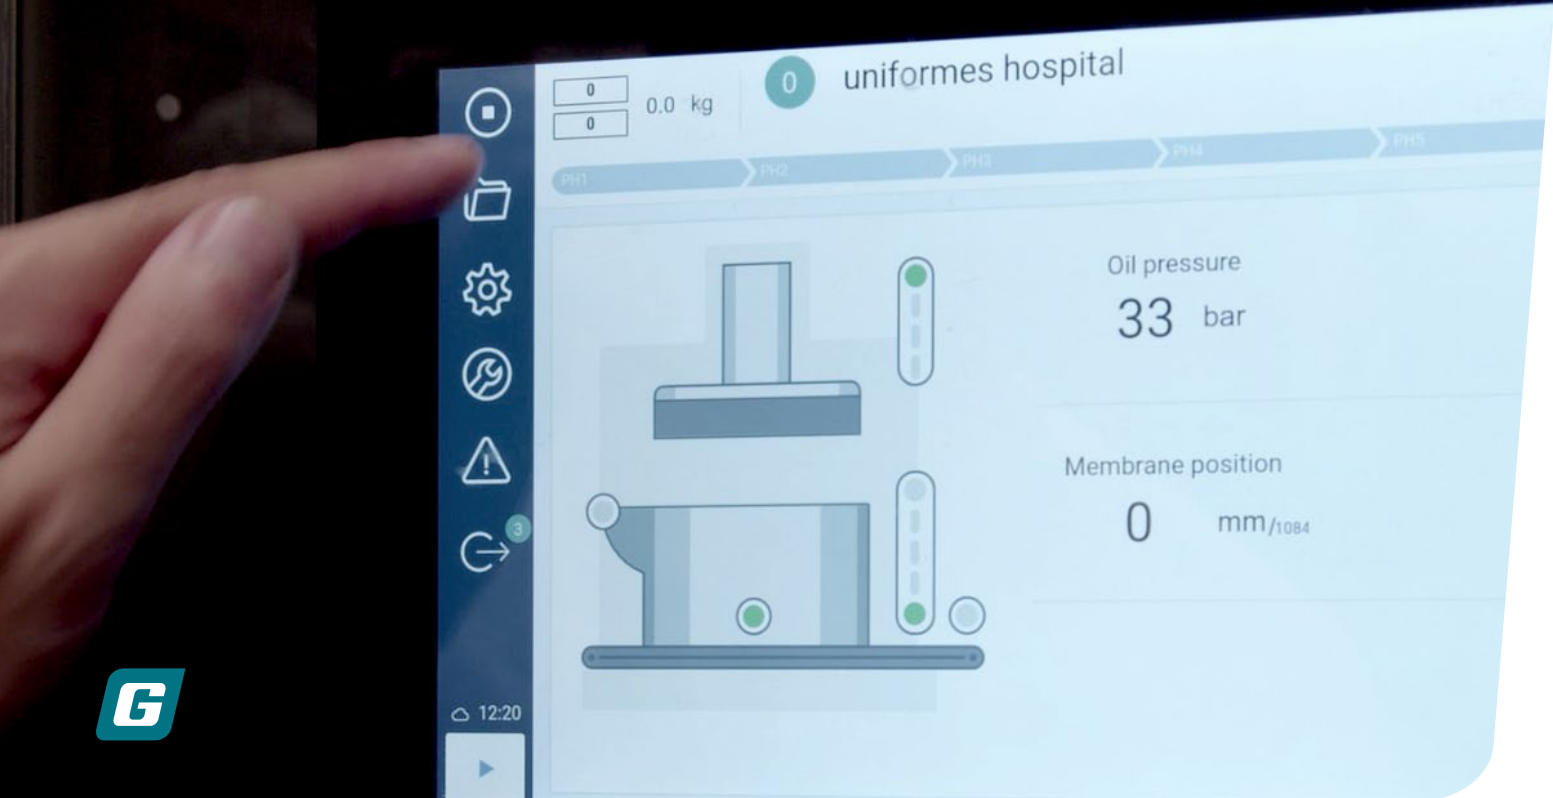 0
0
0.0 kg
0
uniformes hospital
PH1
PH2
PH3
PH4
PH5
Oil pressure
33 bar
Membrane position
0 mm/1084
3
12:20
G